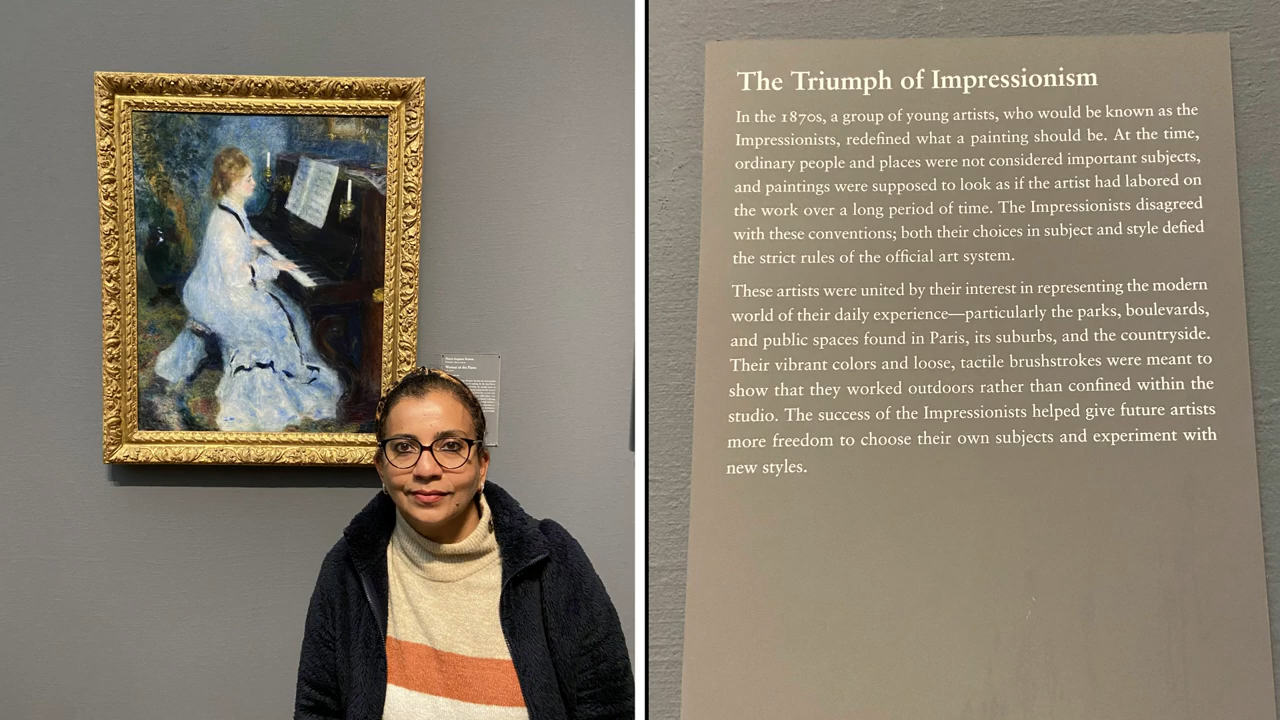 Pierre-Auguste Renoir
Woman at the Piano
The Triumph of Impressionism
In the 1870s, a group of young artists, who would be known as the
Impressionists, redefined what a painting should be. At the time,
ordinary people and places were not considered important subjects,
and paintings were supposed to look as if the artist had labored on
the work over a long period of time. The Impressionists disagreed
with these conventions; both their choices in subject and style defied
the strict rules of the official art system.
These artists were united by their interest in representing the modern
world of their daily experience—particularly the parks, boulevards,
and public spaces found in Paris, its suburbs, and the countryside.
Their vibrant colors and loose, tactile brushstrokes were meant to
show that they worked outdoors rather than confined within the
studio. The success of the Impressionists helped give future artists
more freedom to choose their own subjects and experiment with
new styles.